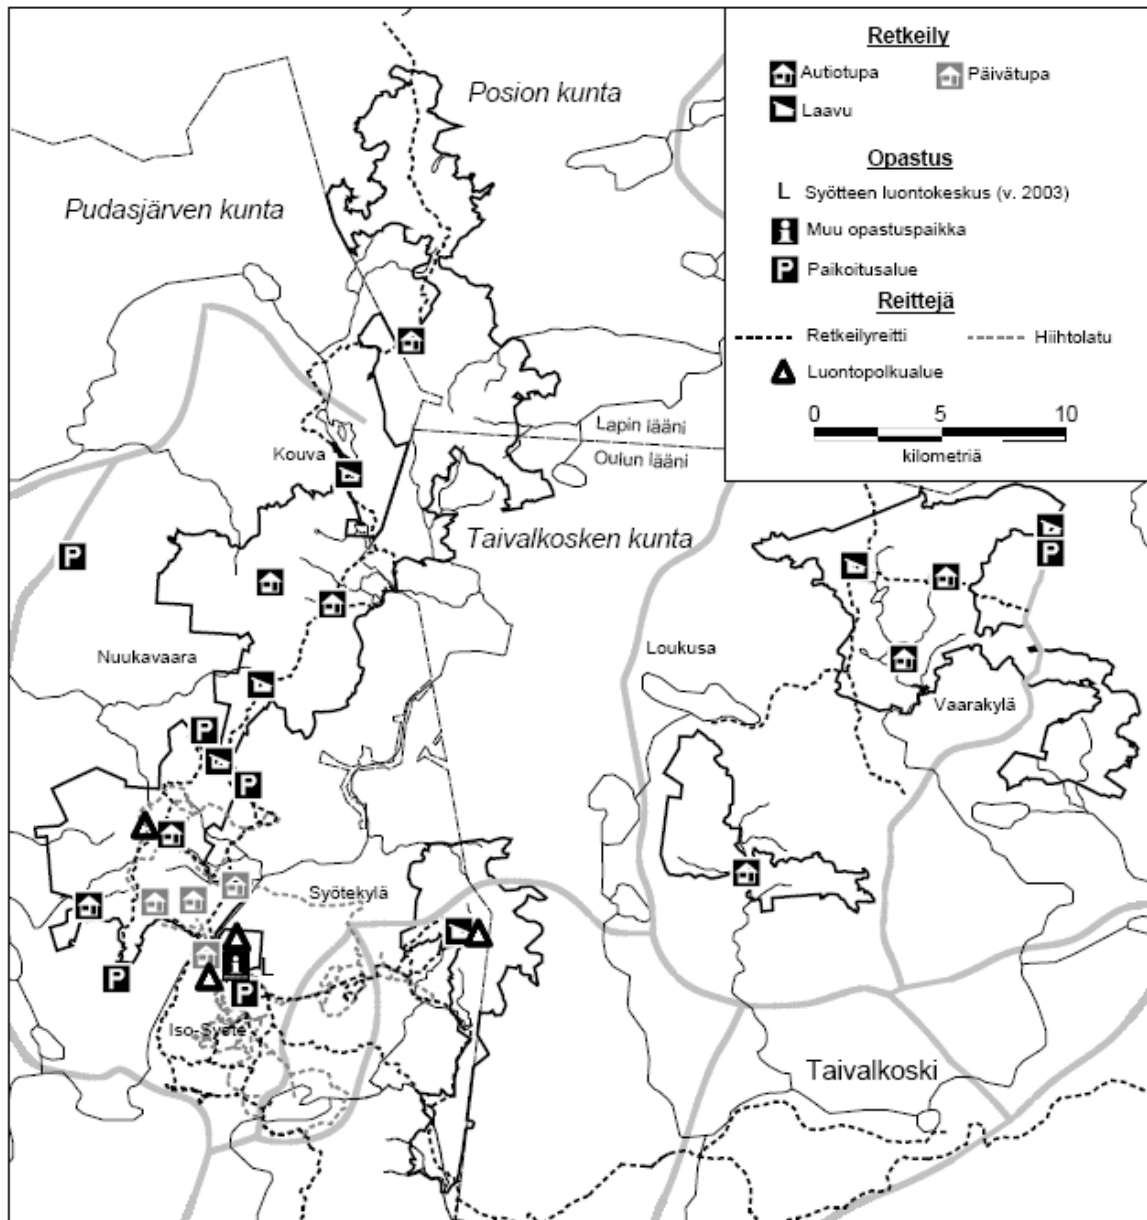 Retkeily
Autiotupa
Päivätupa
Laavu
Opastus
L Syötteen luontokeskus (v. 2003)
i Muu opastuspaikka
P Paikoitusalue
Reittejä
Retkeilyreitti
Hiihtolatu
Luontopolkualue
0 5 10
kilometriä
Posion kunta
Pudasjärven kunta
Lapin lääni
Oulun lääni
Kouva
Taivalkosken kunta
P
P
Nuukavaara
Loukusa
Vaarakylä
P
P
Syötekylä
i
L
P
P
Iso-Syöte
Taivalkoski